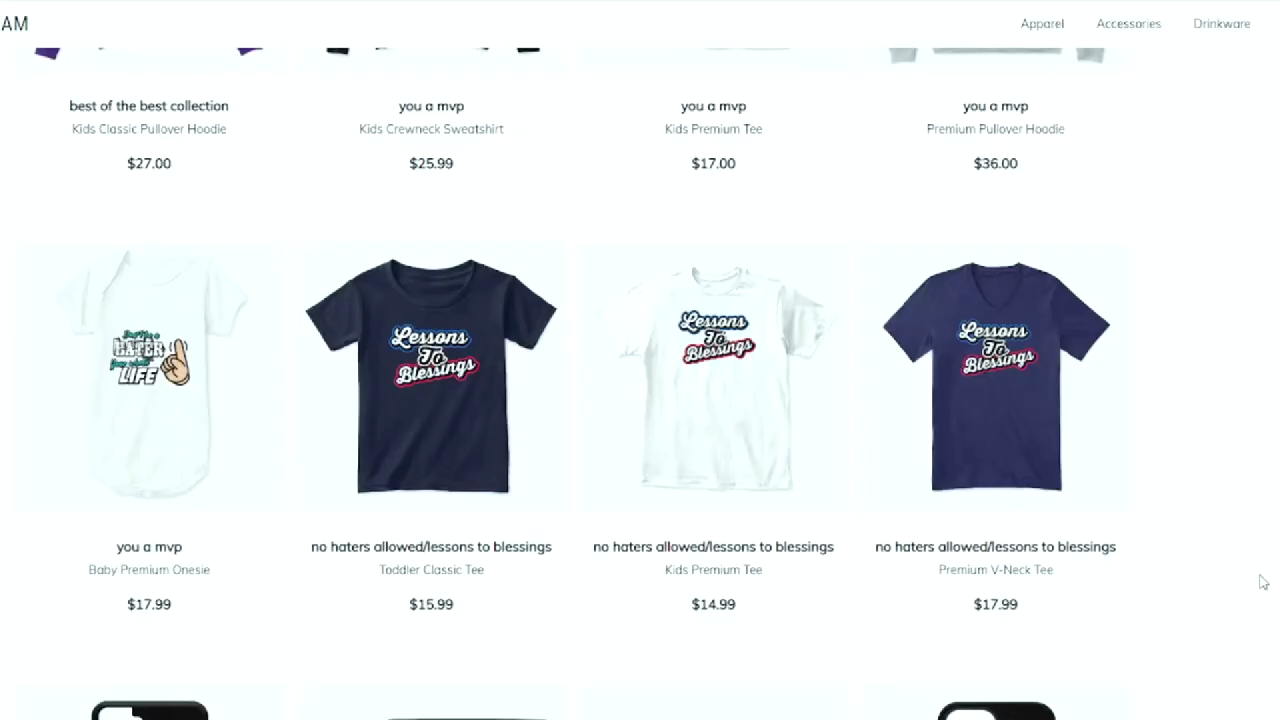 AM
Apparel
Accessories
Drinkware
best of the best collection
Kids Classic Pullover Hoodie
$27.00
you a mvp
Kids Crewneck Sweatshirt
$25.99
you a mvp
Kids Premium Tee
$17.00
you a mvp
Premium Pullover Hoodie
$36.00
HATER
LIFE
Lessons
To
Blessings
Lessons
To
Blessings
Lessons
To
Blessings
you a mvp
Baby Premium Onesie
$17.99
no haters allowed/lessons to blessings
Toddler Classic Tee
$15.99
no haters allowed/lessons to blessings
Kids Premium Tee
$14.99
no haters allowed/lessons to blessings
Premium V-Neck Tee
$17.99